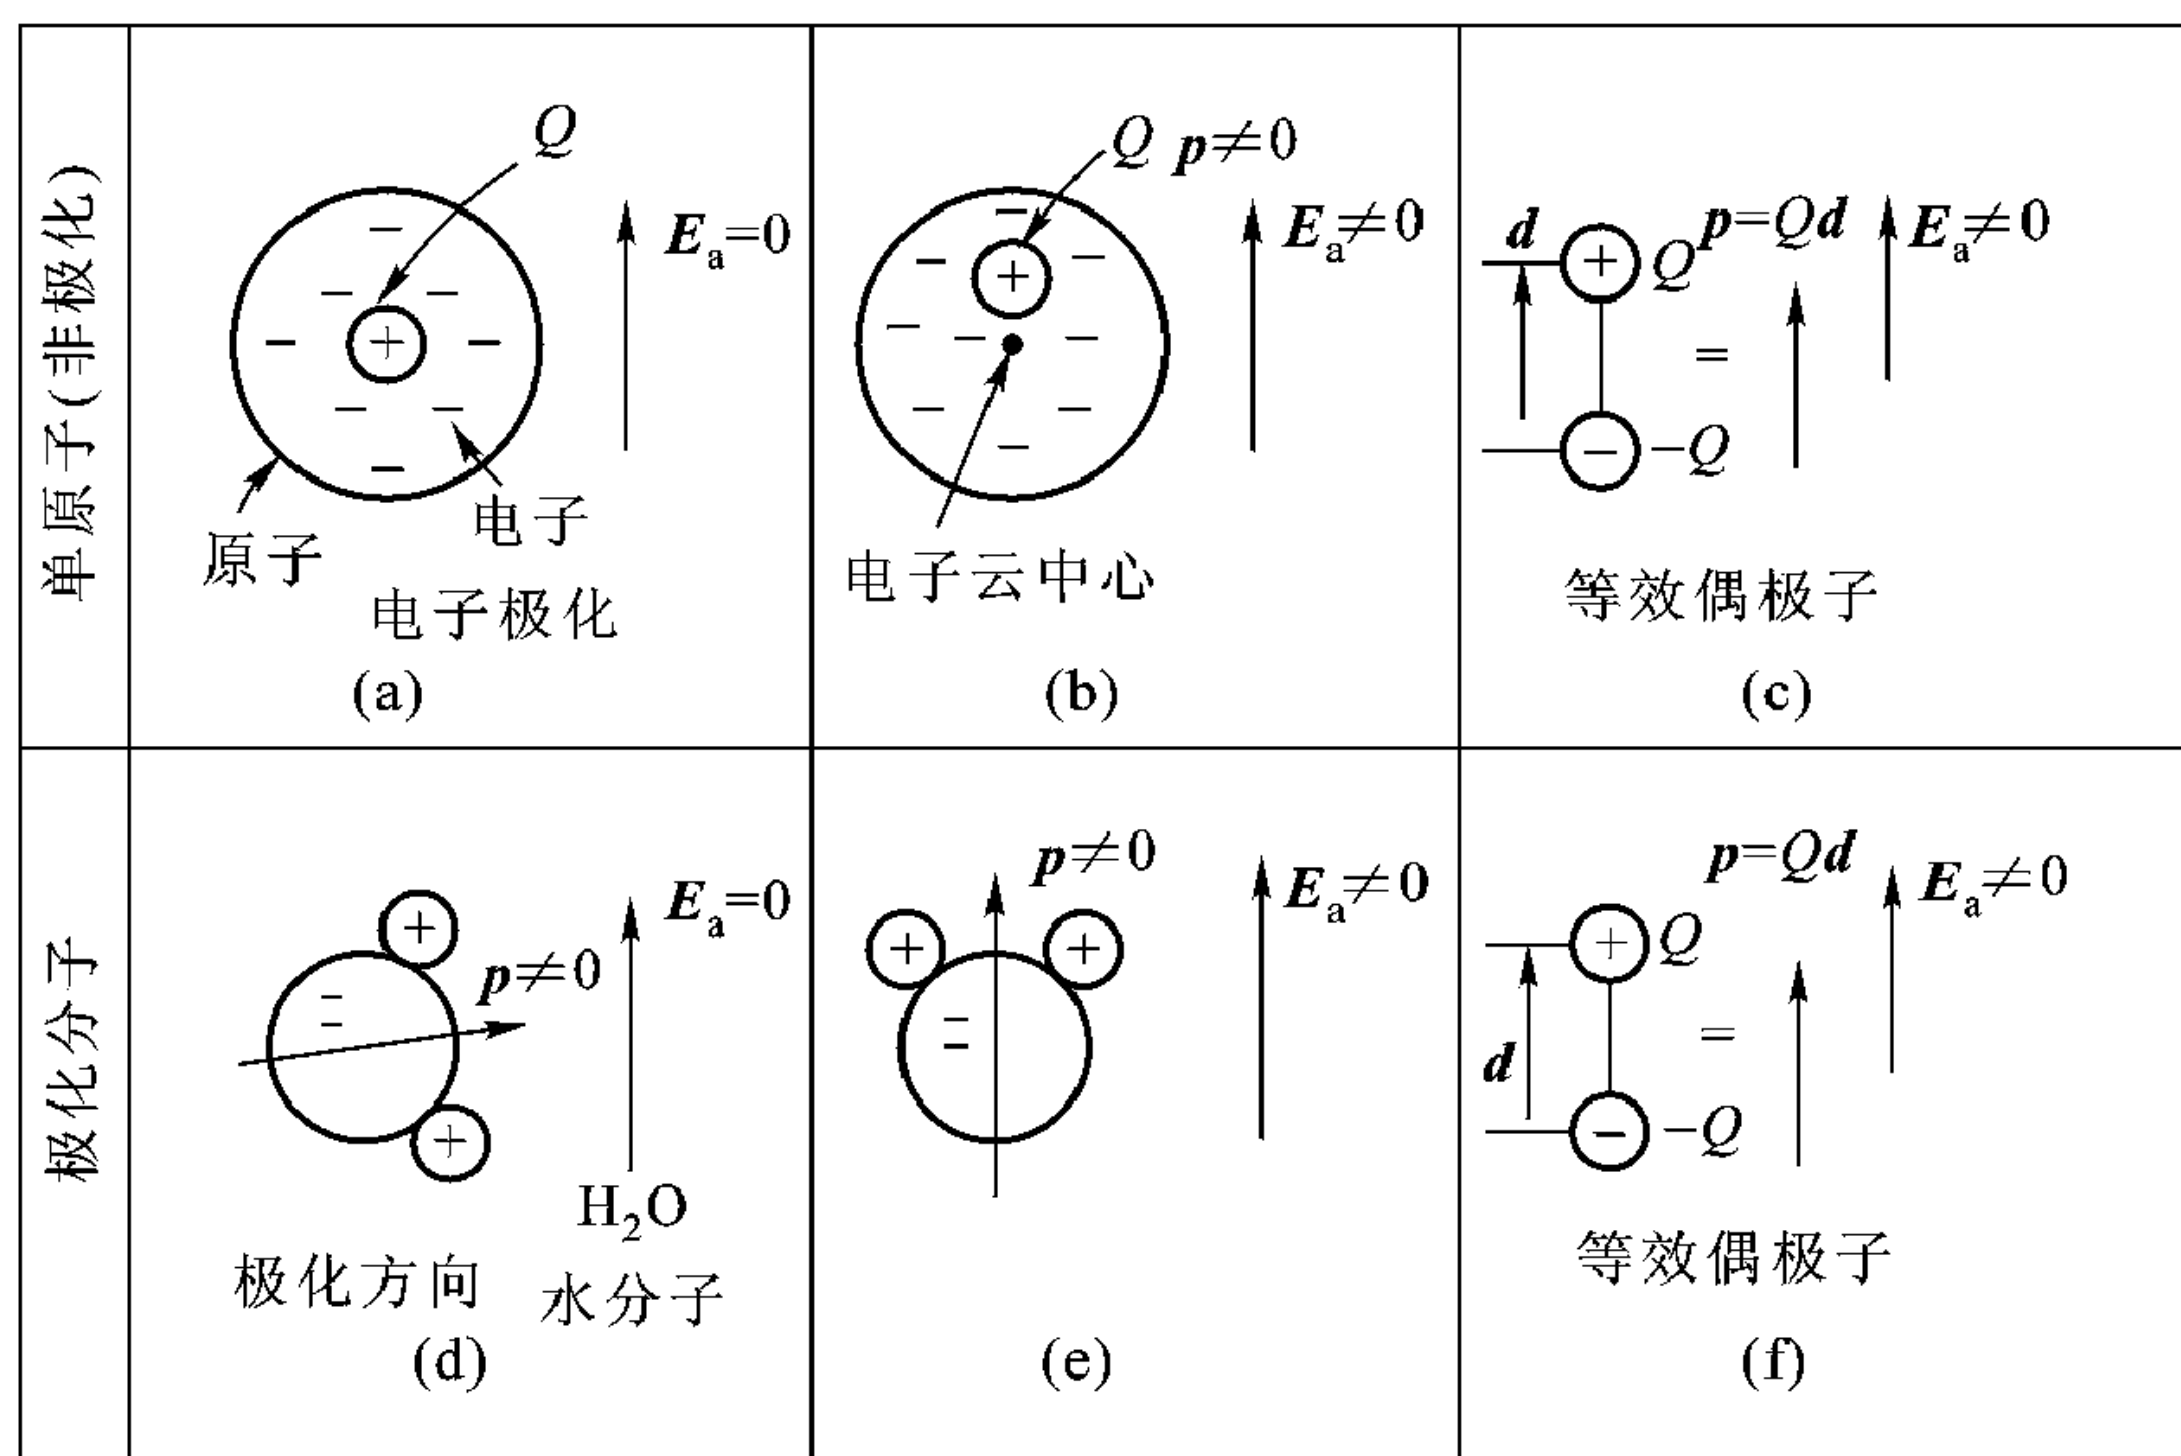 单原子(非极化)
Q
E_a=0
+
原子
电子
电子极化
(a)
Q p≠0
E_a≠0
+
电子云中心
(b)
d
+
Q
p=Qd
E_a≠0
=
−
−Q
等效偶极子
(c)
极化分子
+
E_a=0
p≠0
+
H₂O
极化方向
水分子
(d)
p≠0
+
+
E_a≠0
(e)
p=Qd
E_a≠0
+
Q
d
=
−
−Q
等效偶极子
(f)